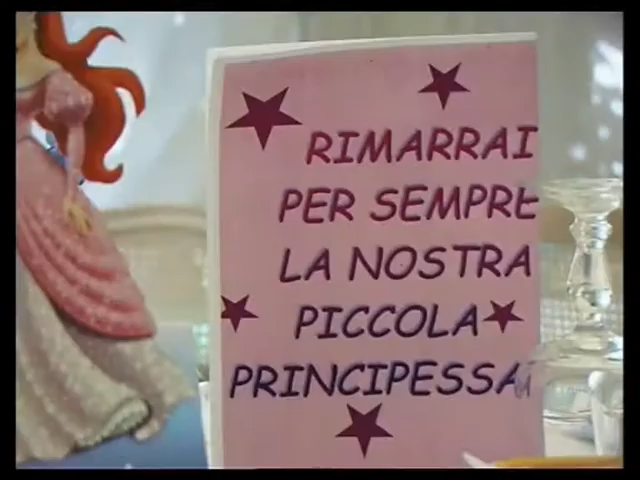 RIMARRAI
PER SEMPRE
LA NOSTRA
PICCOLA
PRINCIPESSA